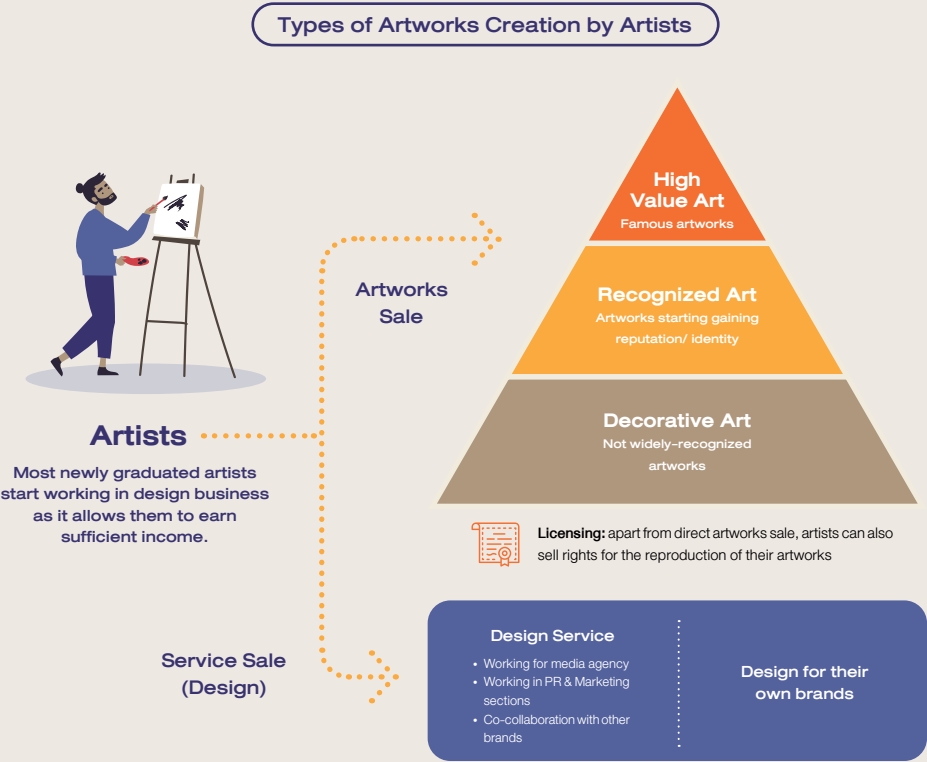 Types of Artworks Creation by Artists
High
Value Art
Famous artworks
Recognized Art
Artworks starting gaining
reputation/ identity
Decorative Art
Not widely-recognized
artworks
Artworks
Sale
Artists
Most newly graduated artists
start working in design business
as it allows them to earn
sufficient income.
Licensing: apart from direct artworks sale, artists can also
sell rights for the reproduction of their artworks
Service Sale
(Design)
Design Service
• Working for media agency
• Working in PR & Marketing
sections
• Co-collaboration with other
brands
Design for their
own brands